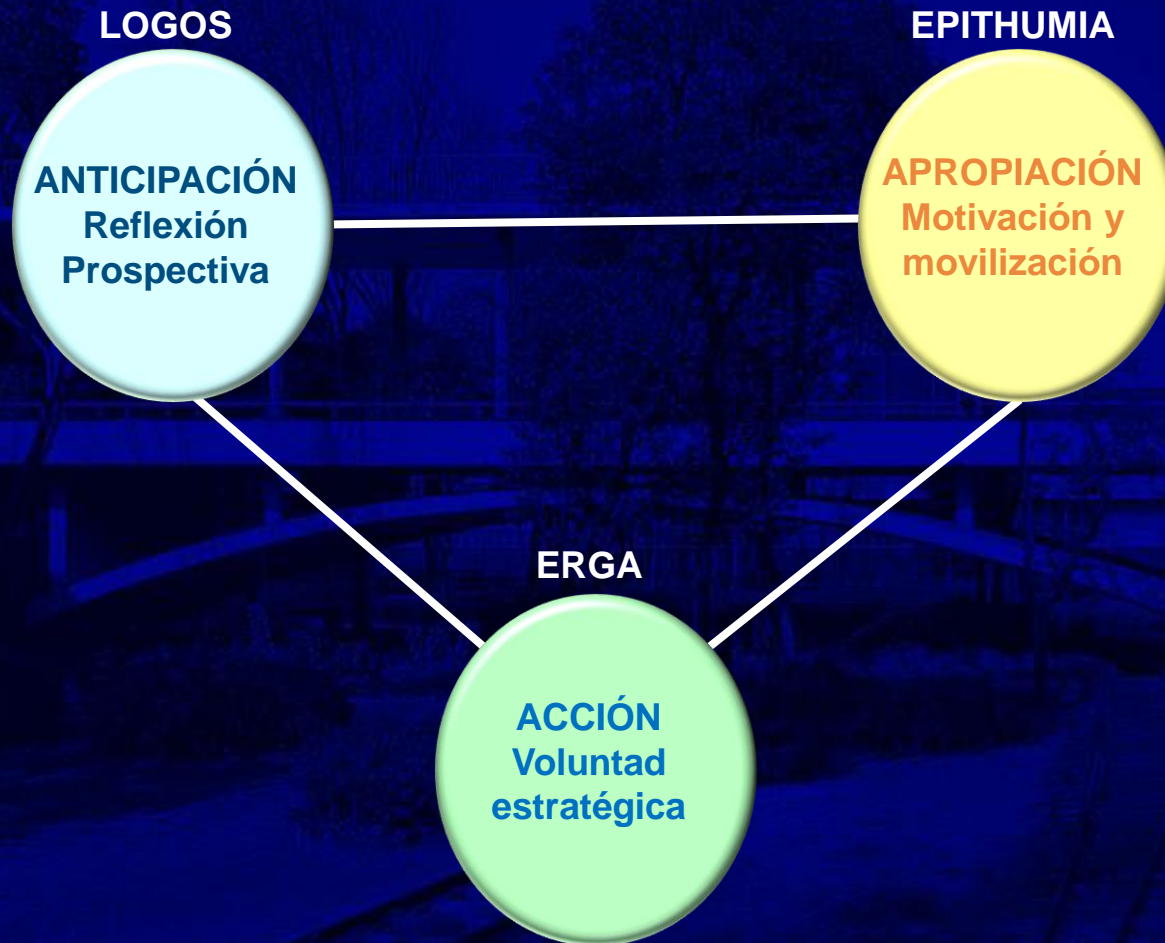 LOGOS
ANTICIPACIÓN
Reflexión
Prospectiva
EPITHUMIA
APROPIACIÓN
Motivación y
movilización
ERGA
ACCIÓN
Voluntad
estratégica